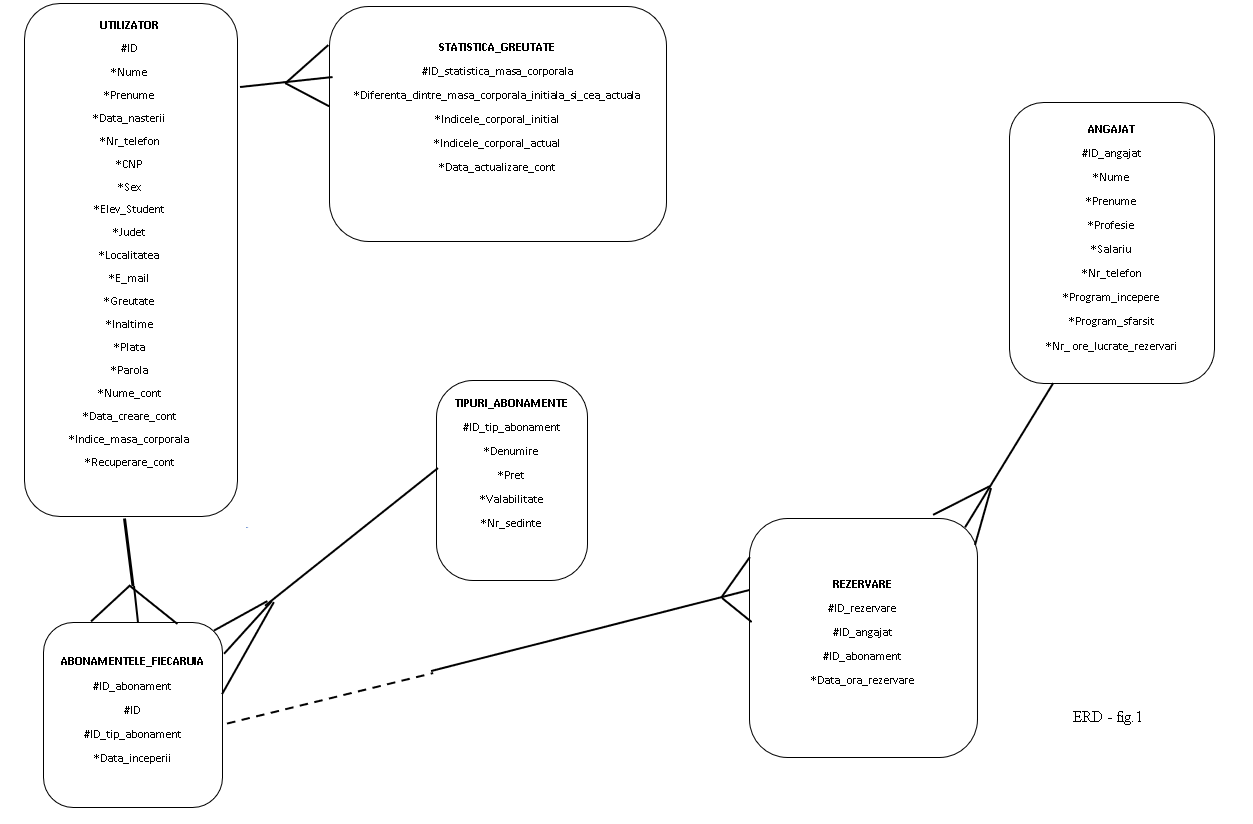 UTILIZATOR
#ID
*Nume
*Prenume
*Data_nasterii
*Nr_telefon
*CNP
*Sex
*Elev_Student
*Judet
*Localitatea
*E_mail
*Greutate
*Inaltime
*Plata
*Parola
*Nume_cont
*Data_creare_cont
*Indice_masa_corporala
*Recuperare_cont
STATISTICA_GREUTATE
#ID_statistica_masa_corporala
*Diferenta_dintre_masa_corporala_initiala_si_cea_actuala
*Indicele_corporal_initial
*Indicele_corporal_actual
*Data_actualizare_cont
ANGAJAT
#ID_angajat
*Nume
*Prenume
*Profesie
*Salariu
*Nr_telefon
*Program_incepere
*Program_sfarsit
*Nr_ore_lucrate_rezervari
TIPURI_ABONAMENTE
#ID_tip_abonament
*Denumire
*Pret
*Valabilitate
*Nr_sedinte
ABONAMENTELE_FIECARUIA
#ID_abonament
#ID
#ID_tip_abonament
*Data_inceperii
REZERVARE
#ID_rezervare
#ID_angajat
#ID_abonament
*Data_ora_rezervare
ERD - fig.1